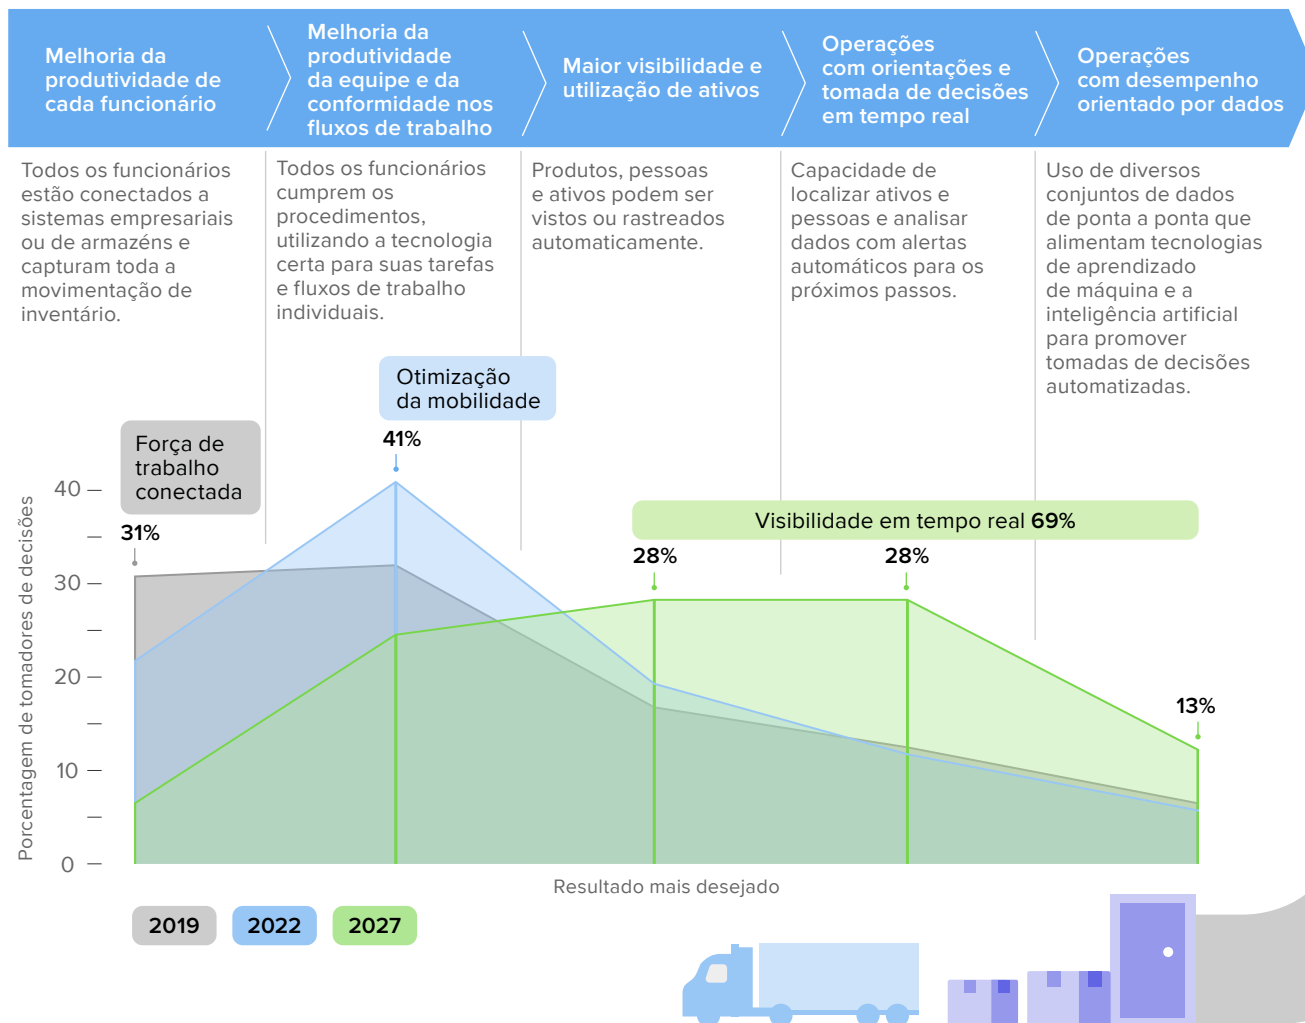 Melhoria da
produtividade de
cada funcionário
Melhoria da
produtividade
da equipe e da
conformidade nos
fluxos de trabalho
Maior visibilidade e
utilização de ativos
Operações
com orientações e
tomada de decisões
em tempo real
Operações
com desempenho
orientado por dados
Todos os funcionários
estão conectados a
sistemas empresariais
ou de armazéns e
capturam toda a
movimentação de
inventário.
Todos os funcionários
cumprem os
procedimentos,
utilizando a tecnologia
certa para suas tarefas
e fluxos de trabalho
individuais.
Produtos, pessoas
e ativos podem ser
vistos ou rastreados
automaticamente.
Capacidade de
localizar ativos e
pessoas e analisar
dados com alertas
automáticos para os
próximos passos.
Uso de diversos
conjuntos de dados
de ponta a ponta que
alimentam tecnologias
de aprendizado
de máquina e a
inteligência artificial
para promover
tomadas de decisões
automatizadas.
Otimização
da mobilidade
41%
Força de
trabalho
conectada
31%
Visibilidade em tempo real 69%
28%
28%
13%
Porcentagem de tomadores de decisões
40
30
20
10
0
Resultado mais desejado
2019
2022
2027